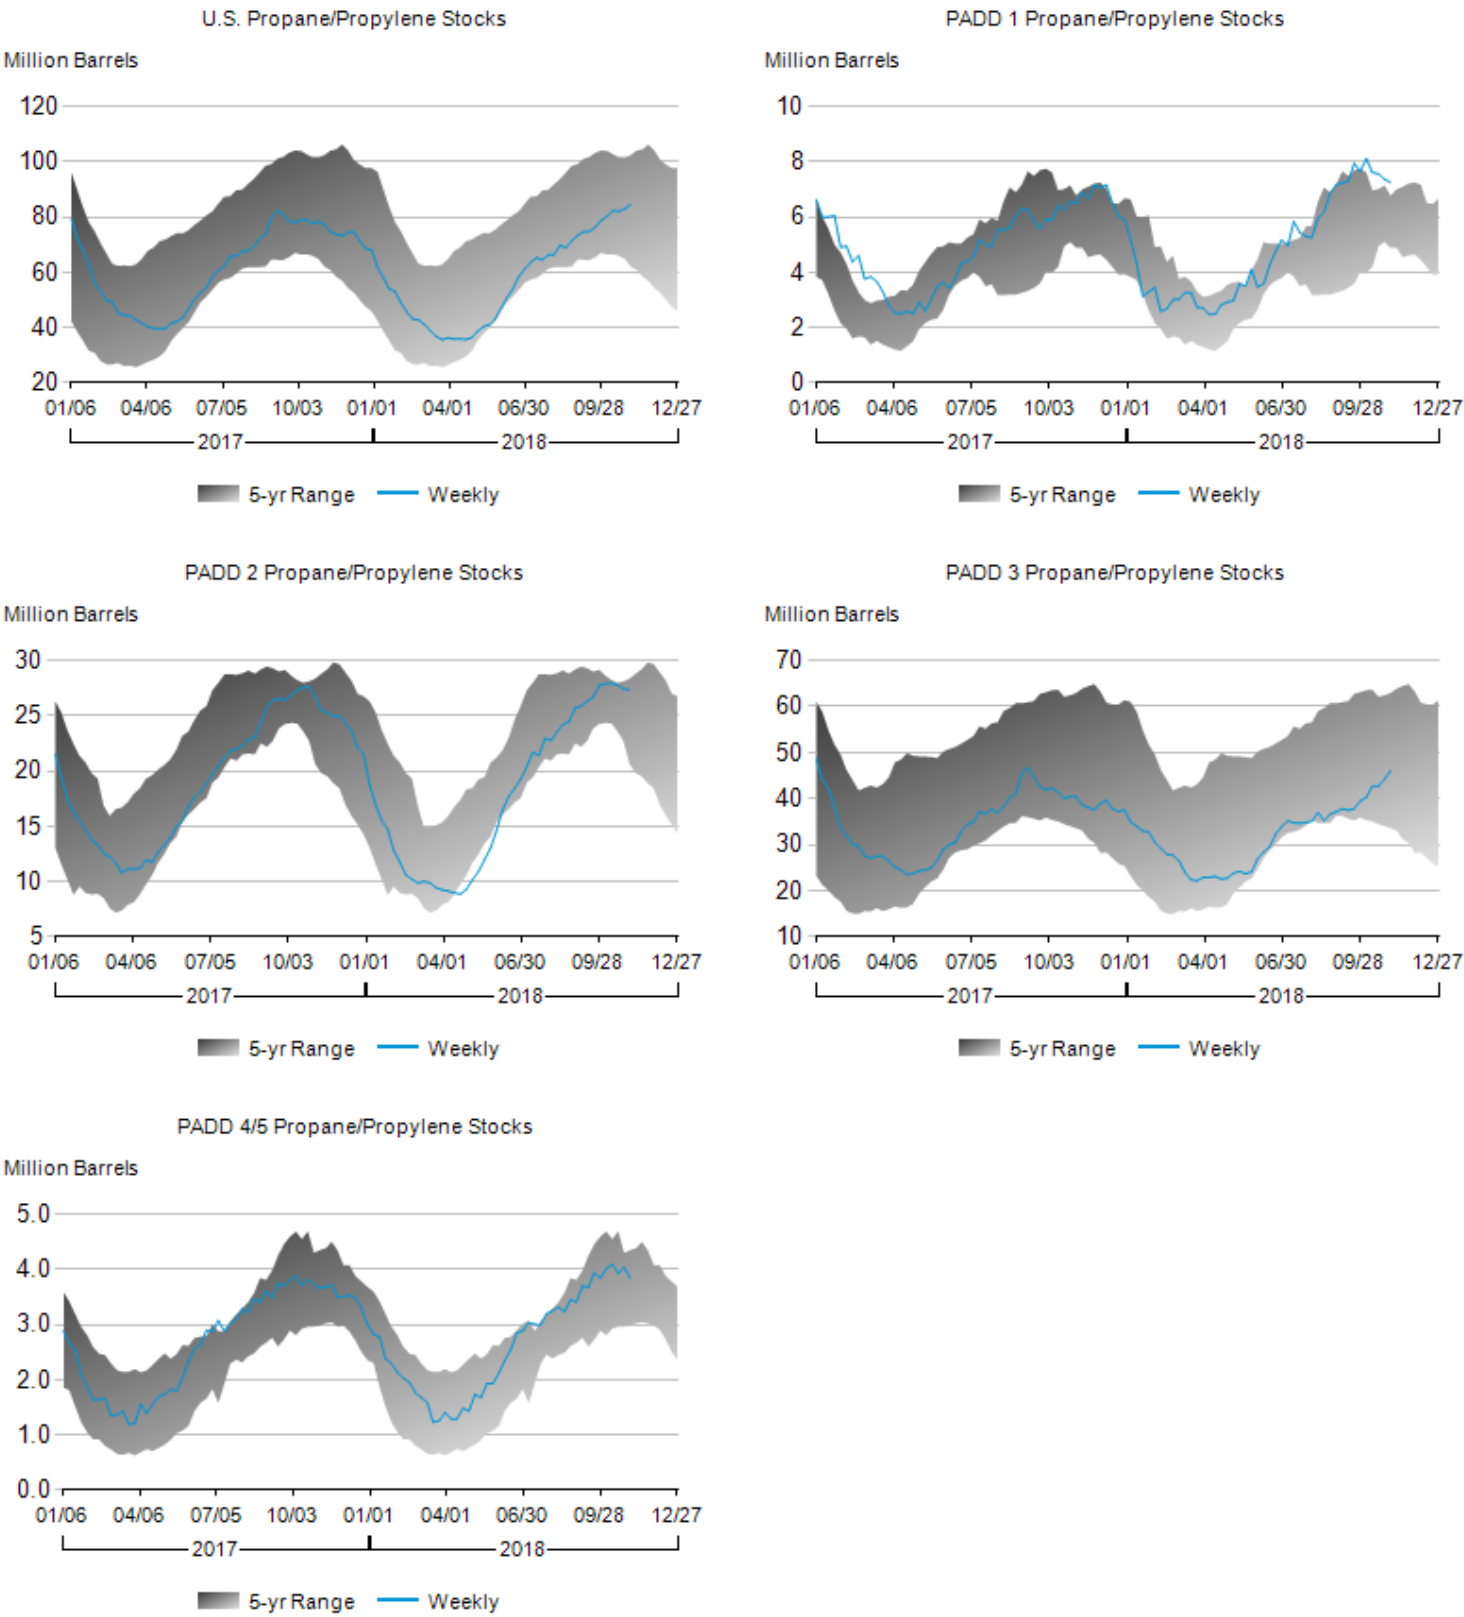 U.S. Propane/Propylene Stocks
Million Barrels
120
100
80
60
40
20
01/06 04/06 07/05 10/03 01/01 04/01 06/30 09/28 12/27
2017 2018
5-yr Range Weekly
PADD 1 Propane/Propylene Stocks
Million Barrels
10
8
6
4
2
0
01/06 04/06 07/05 10/03 01/01 04/01 06/30 09/28 12/27
2017 2018
5-yr Range Weekly
PADD 2 Propane/Propylene Stocks
Million Barrels
30
25
20
15
10
5
01/06 04/06 07/05 10/03 01/01 04/01 06/30 09/28 12/27
2017 2018
5-yr Range Weekly
PADD 3 Propane/Propylene Stocks
Million Barrels
70
60
50
40
30
20
10
01/06 04/06 07/05 10/03 01/01 04/01 06/30 09/28 12/27
2017 2018
5-yr Range Weekly
PADD 4/5 Propane/Propylene Stocks
Million Barrels
5.0
4.0
3.0
2.0
1.0
0.0
01/06 04/06 07/05 10/03 01/01 04/01 06/30 09/28 12/27
2017 2018
5-yr Range Weekly